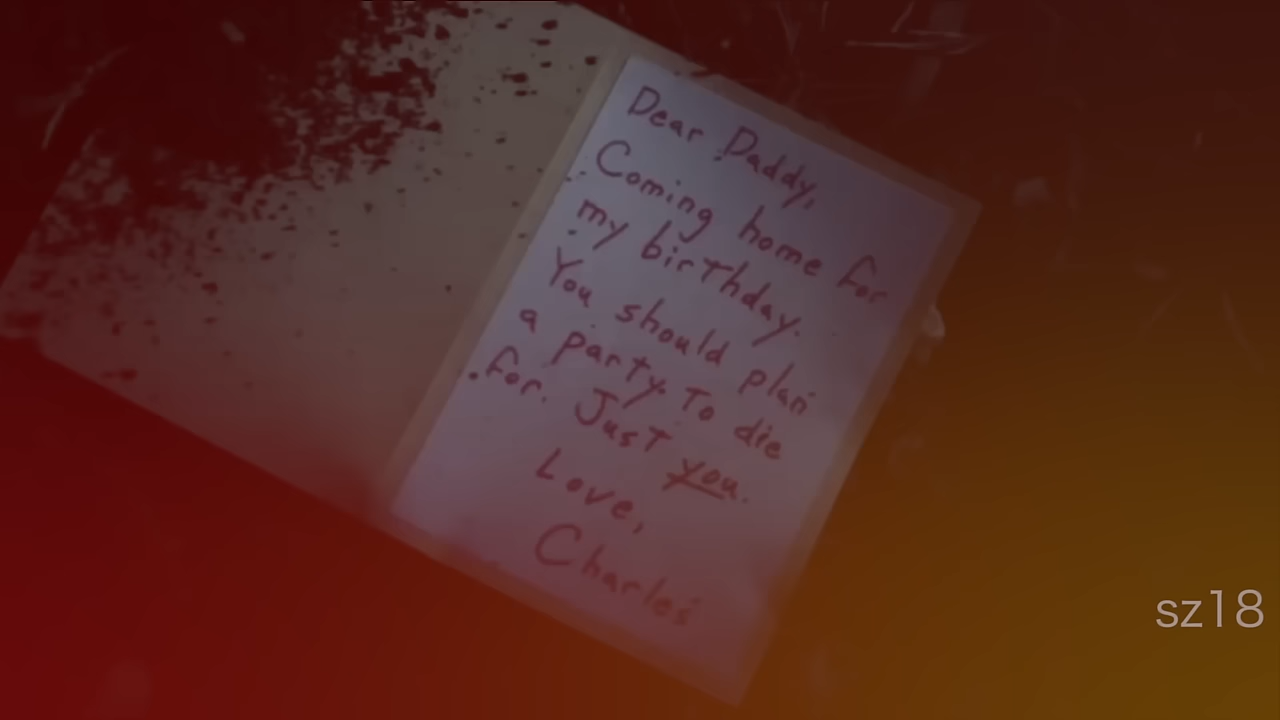 Dear Daddy,
Coming home for
my birthday.
You should plan
a party. To die
for. Just you.
Love,
Charles
sz18